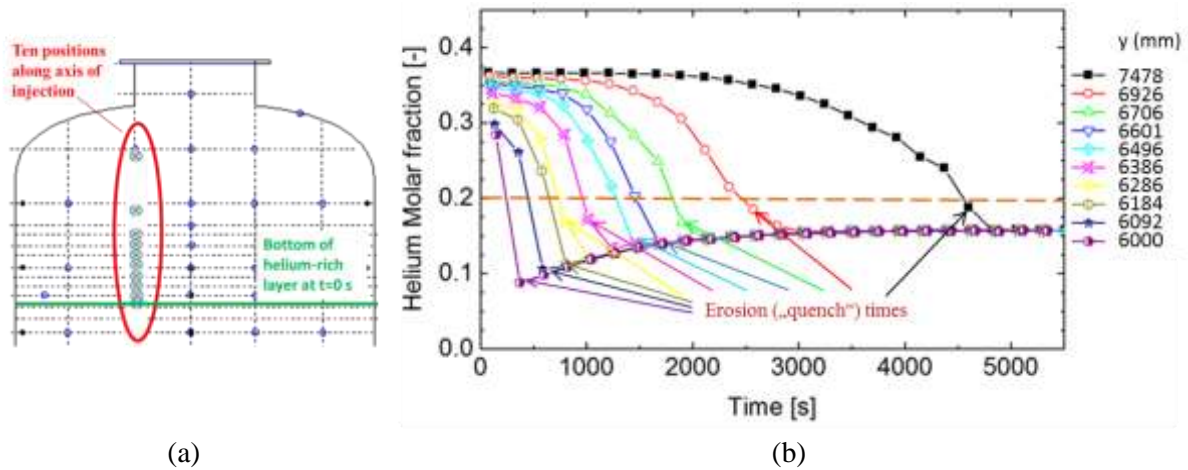 Ten positions
along axis of
injection
Bottom of
helium-rich
layer at t=0 s
(a)
Helium Molar fraction [-]
0.4
0.3
0.2
0.1
0.0
0
1000
2000
3000
4000
5000
Time [s]
Erosion („quench“) times
y (mm)
7478
6926
6706
6601
6496
6386
6286
6184
6092
6000
(b)